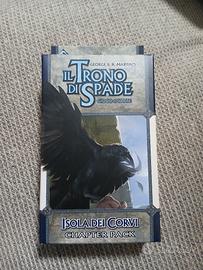 GEORGE R. R. MARTIN
IL TRONO
DI SPADE
ISOLA DEI CORVI
CHAPTER PACK